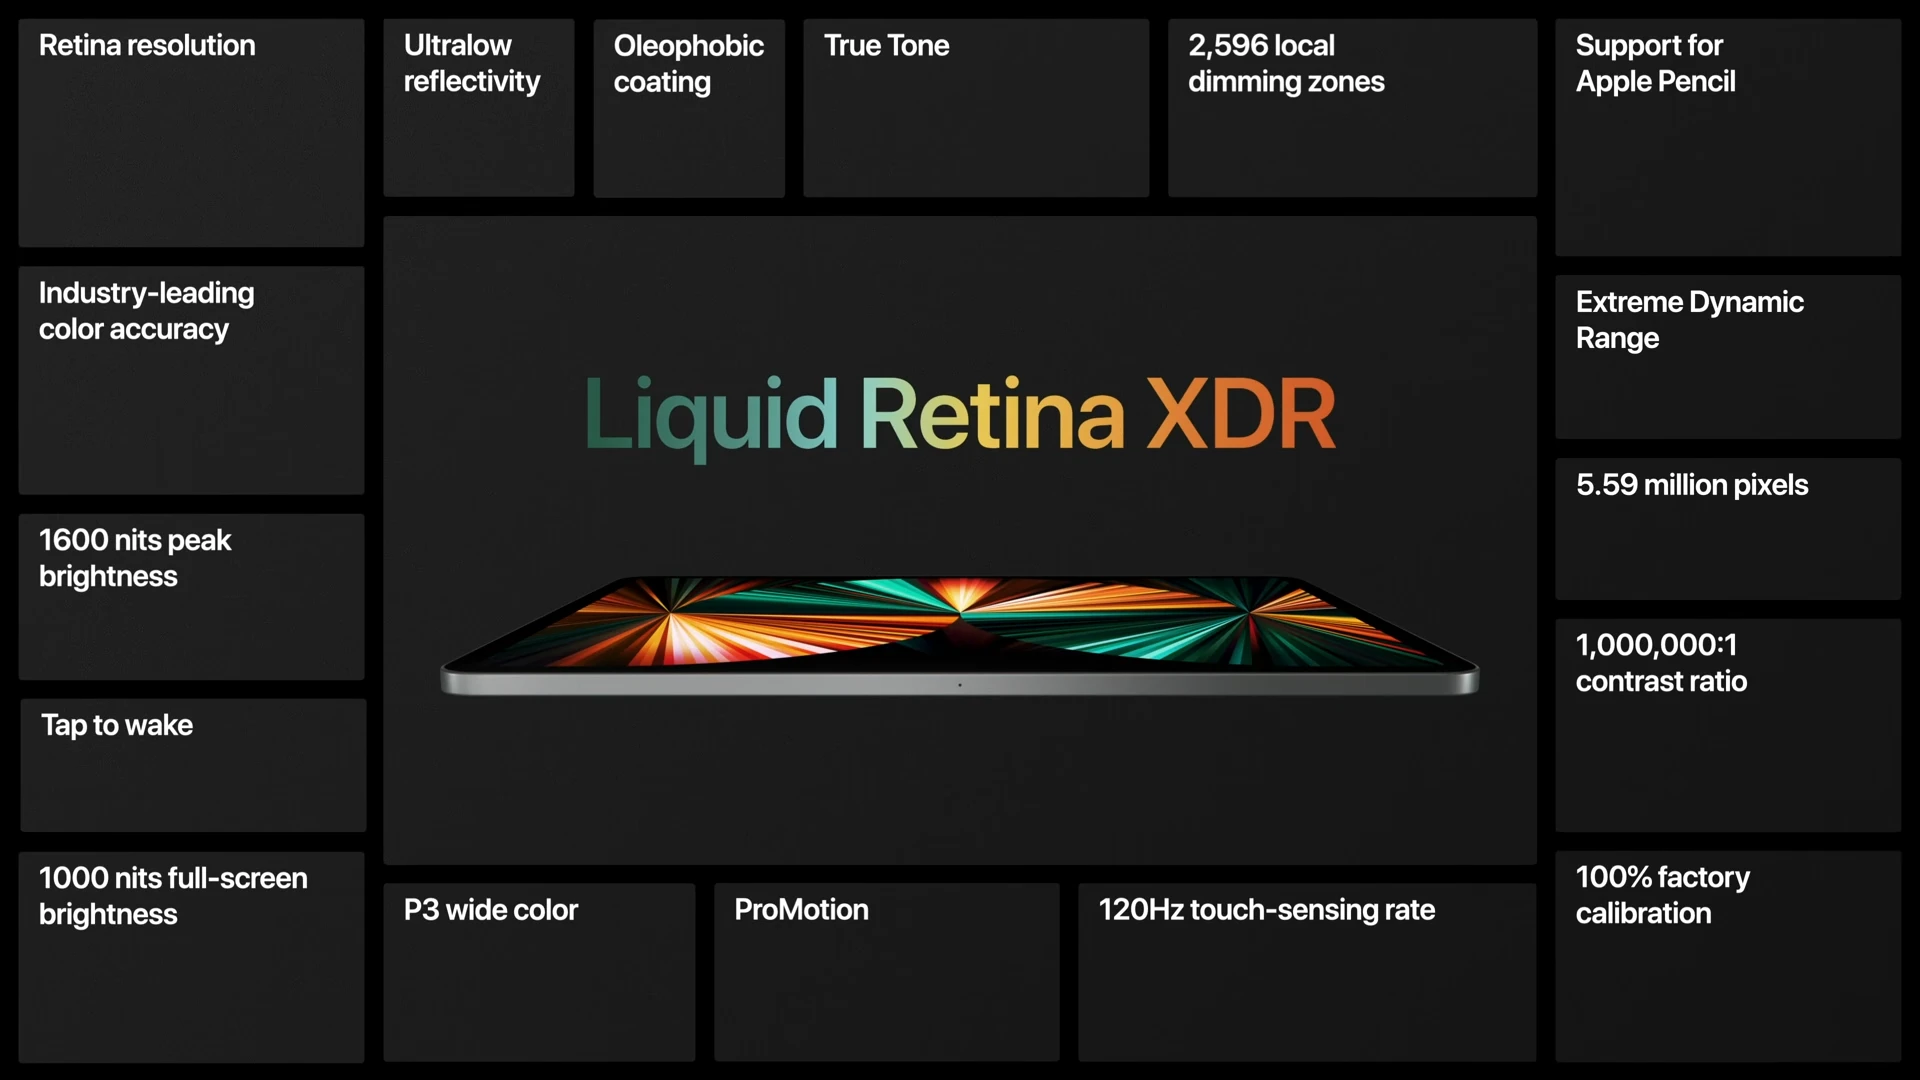 Retina resolution
Ultralow
reflectivity
Oleophobic
coating
True Tone
2,596 local
dimming zones
Support for
Apple Pencil
Industry-leading
color accuracy
Extreme Dynamic
Range
Liquid Retina XDR
5.59 million pixels
1600 nits peak
brightness
1,000,000:1
contrast ratio
Tap to wake
1000 nits full-screen
brightness
P3 wide color
ProMotion
120Hz touch-sensing rate
100% factory
calibration